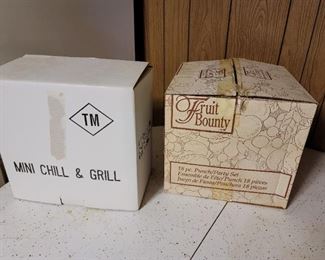 TM
MINI CHILL & GRILL
Fruit
Bounty
18 pc. Punch/Party Set
Ensemble de Fête/Punch 18 pièces
Juego de Fiesta/Ponchera 18 piezas